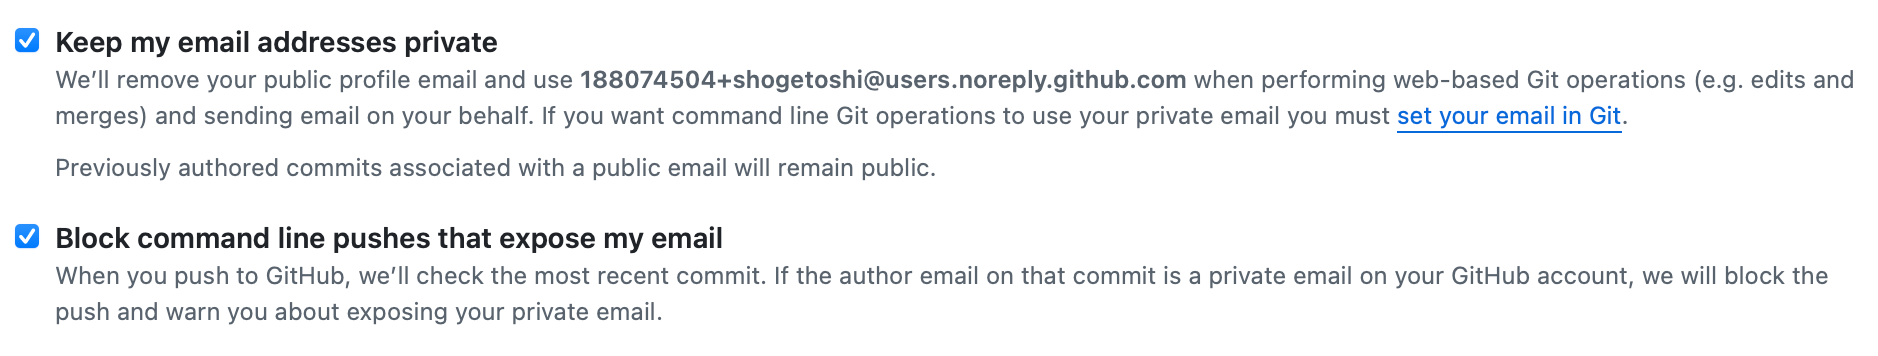 Keep my email addresses private
We’ll remove your public profile email and use 188074504+shogetoshi@users.noreply.github.com when performing web-based Git operations (e.g. edits and
merges) and sending email on your behalf. If you want command line Git operations to use your private email you must set your email in Git.
Previously authored commits associated with a public email will remain public.
Block command line pushes that expose my email
When you push to GitHub, we’ll check the most recent commit. If the author email on that commit is a private email on your GitHub account, we will block the
push and warn you about exposing your private email.